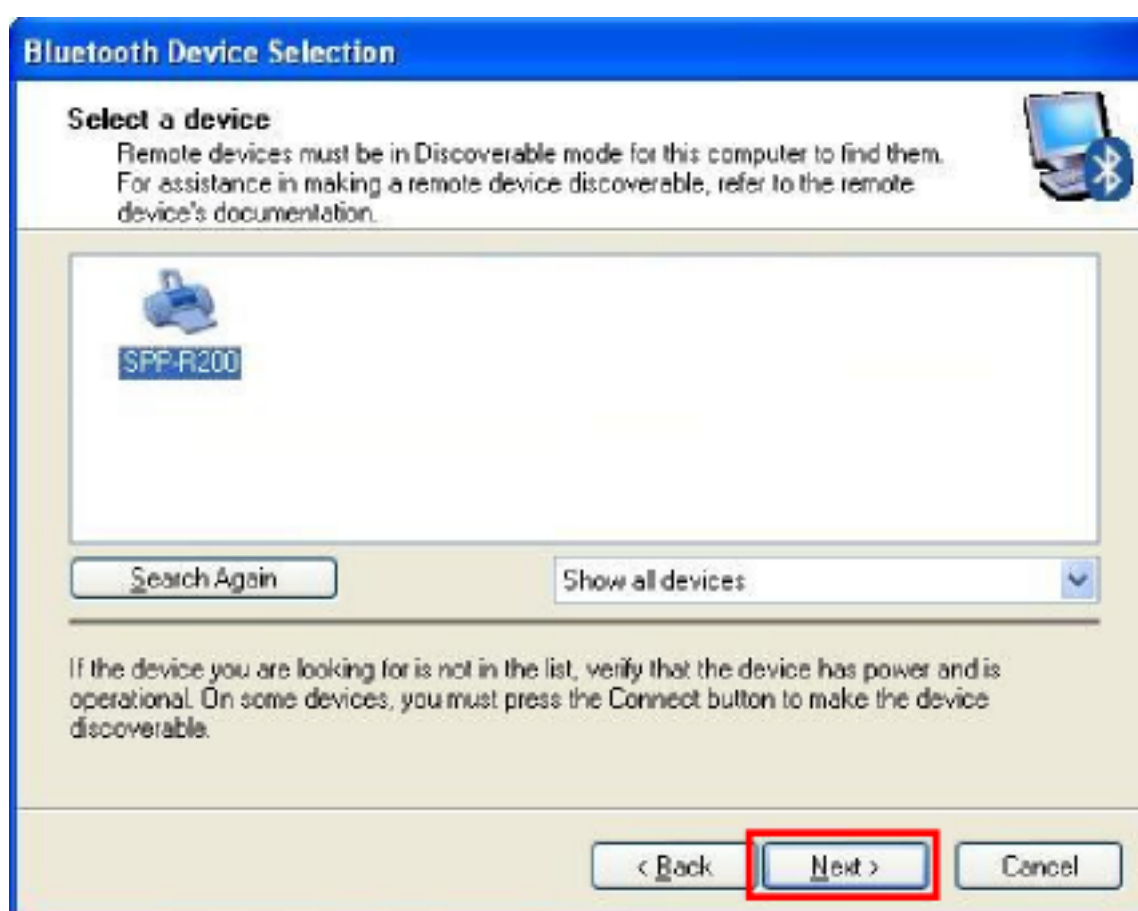 Bluetooth Device Selection
Select a device
Remote devices must be in Discoverable mode for this computer to find them.
For assistance in making a remote device discoverable, refer to the remote
device's documentation.
SPP-R200
Search Again
Show all devices
If the device you are looking for is not in the list, verify that the device has power and is
operational. On some devices, you must press the Connect button to make the device
discoverable.
< Back
Next >
Cancel